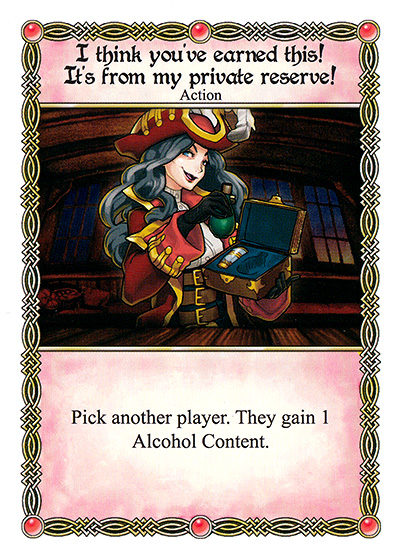 I think you've earned this!
It's from my private reserve!
Action
Pick another player. They gain 1
Alcohol Content.